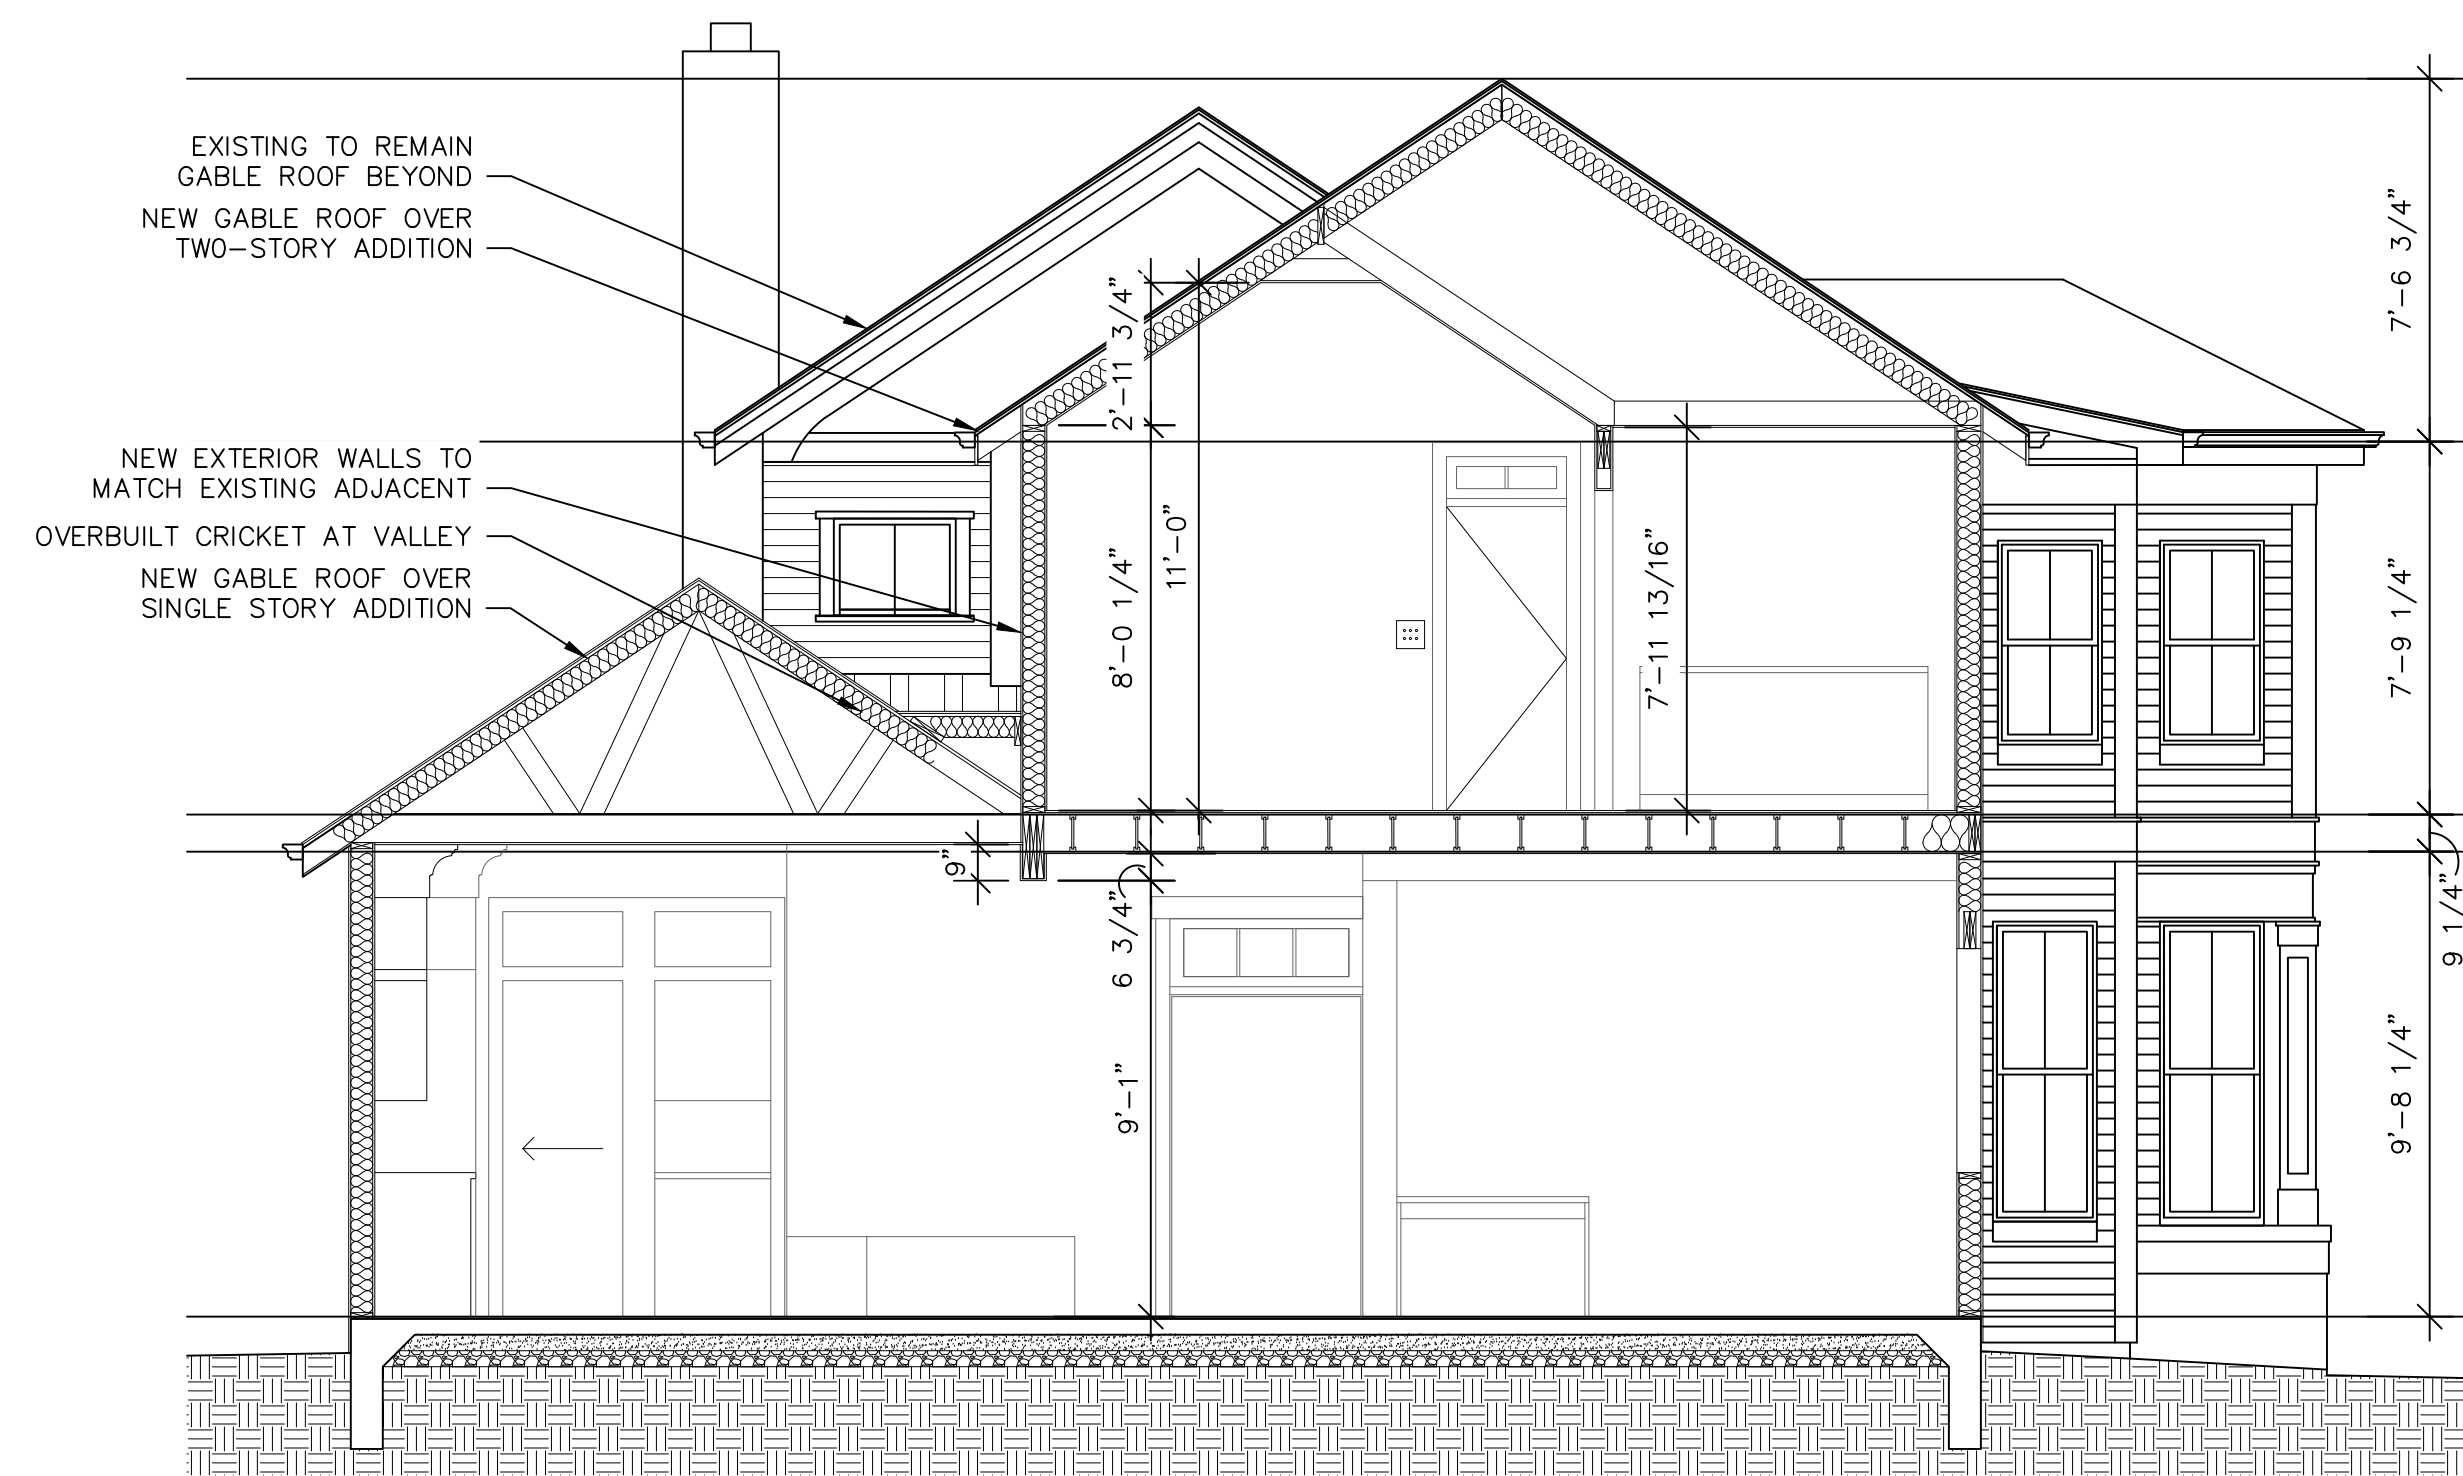 EXISTING TO REMAIN
GABLE ROOF BEYOND
NEW GABLE ROOF OVER
TWO-STORY ADDITION
NEW EXTERIOR WALLS TO
MATCH EXISTING ADJACENT
OVERBUILT CRICKET AT VALLEY
NEW GABLE ROOF OVER
SINGLE STORY ADDITION
2'-11 3/4"
8'-0 1/4"
11'-0"
7'-11 13/16"
9"
6 3/4"
9'-1"
7'-6 3/4"
7'-9 1/4"
9 1/4"
9'-8 1/4"